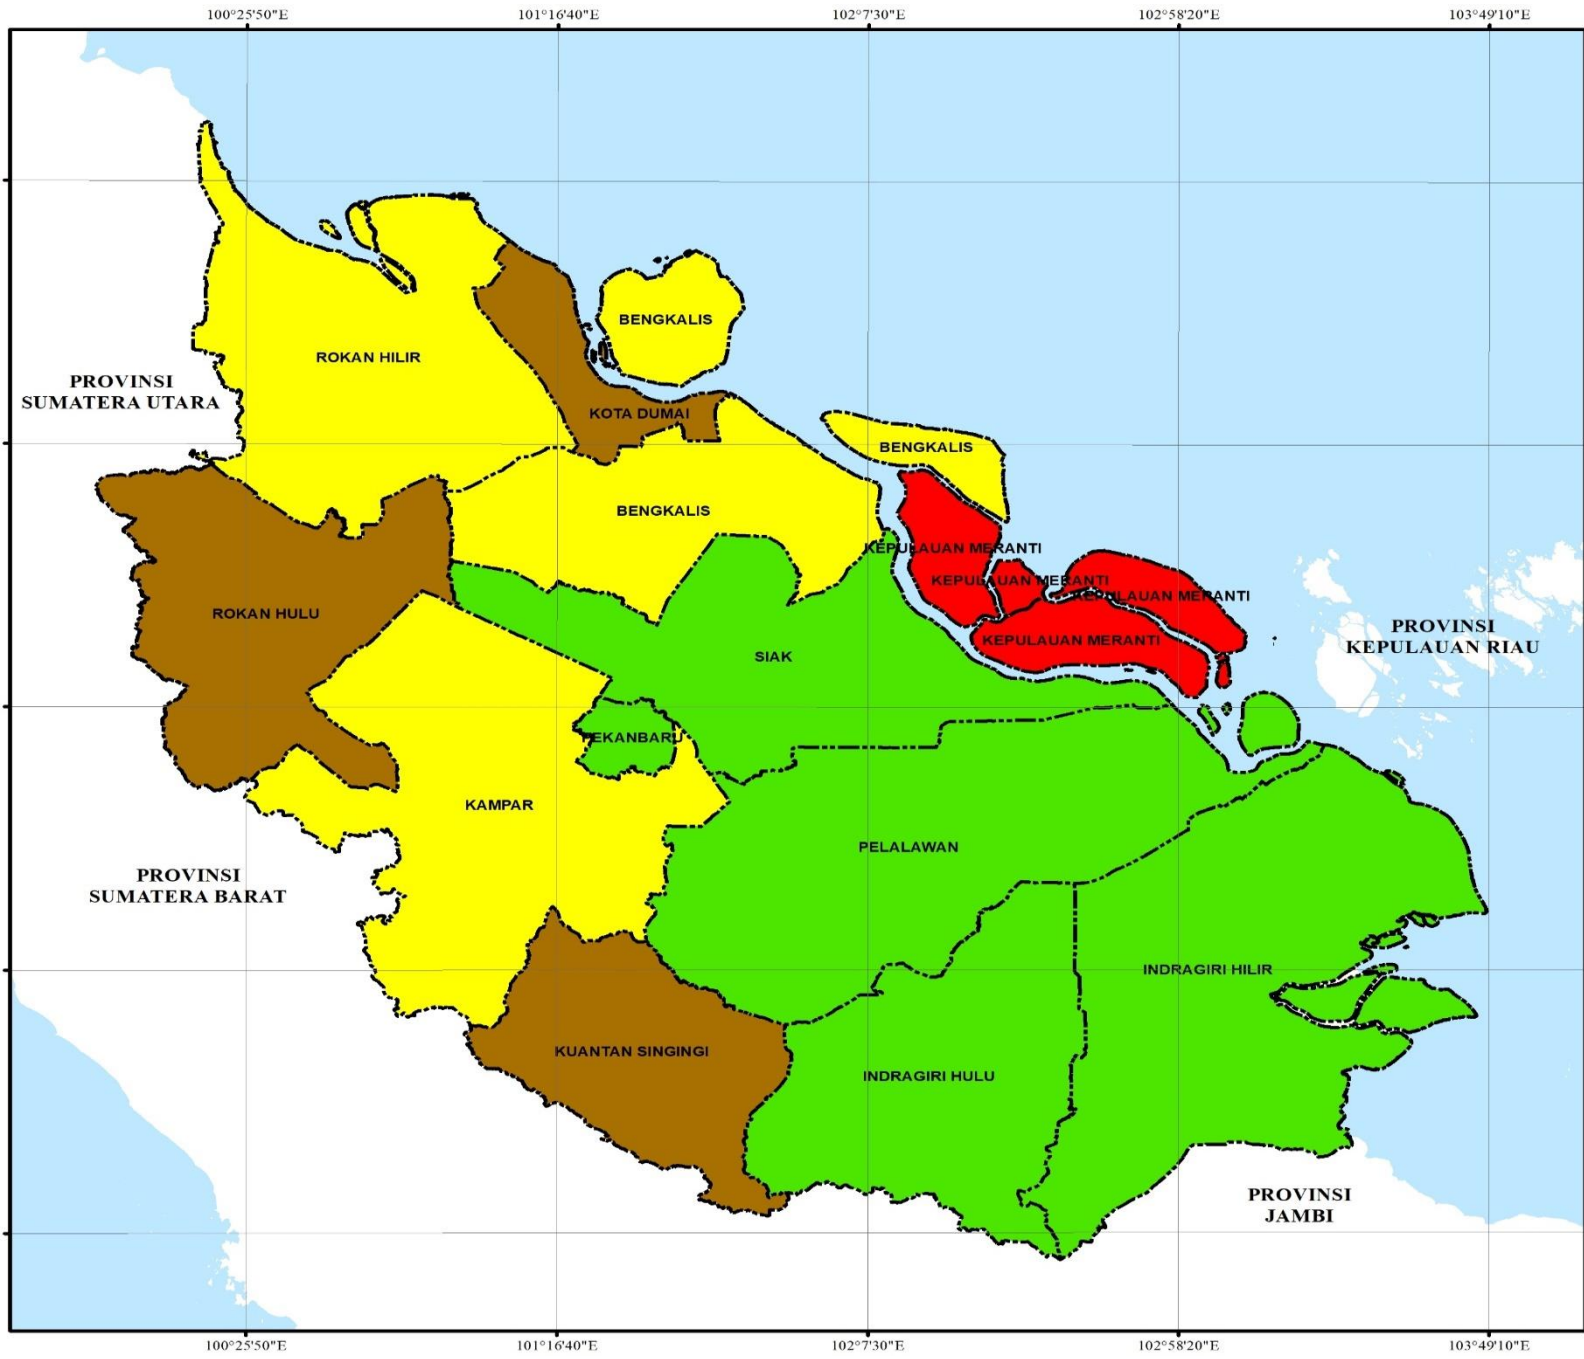 100°25'50"E
101°16'40"E
102°7'30"E
102°58'20"E
103°49'10"E
BENGKALIS
ROKAN HILIR
PROVINSI
SUMATERA UTARA
KOTA DUMAI
BENGKALIS
BENGKALIS
KEPULAUAN MERANTI
KEPULAUAN MERANTI
KEPULAUAN MERANTI
ROKAN HULU
PROVINSI
KEPULAUAN RIAU
KEPULAUAN MERANTI
SIAK
PEKANBARU
KAMPAR
PELALAWAN
PROVINSI
SUMATERA BARAT
INDRAGIRI HILIR
KUANTAN SINGINGI
INDRAGIRI HULU
PROVINSI
JAMBI
100°25'50"E
101°16'40"E
102°7'30"E
102°58'20"E
103°49'10"E